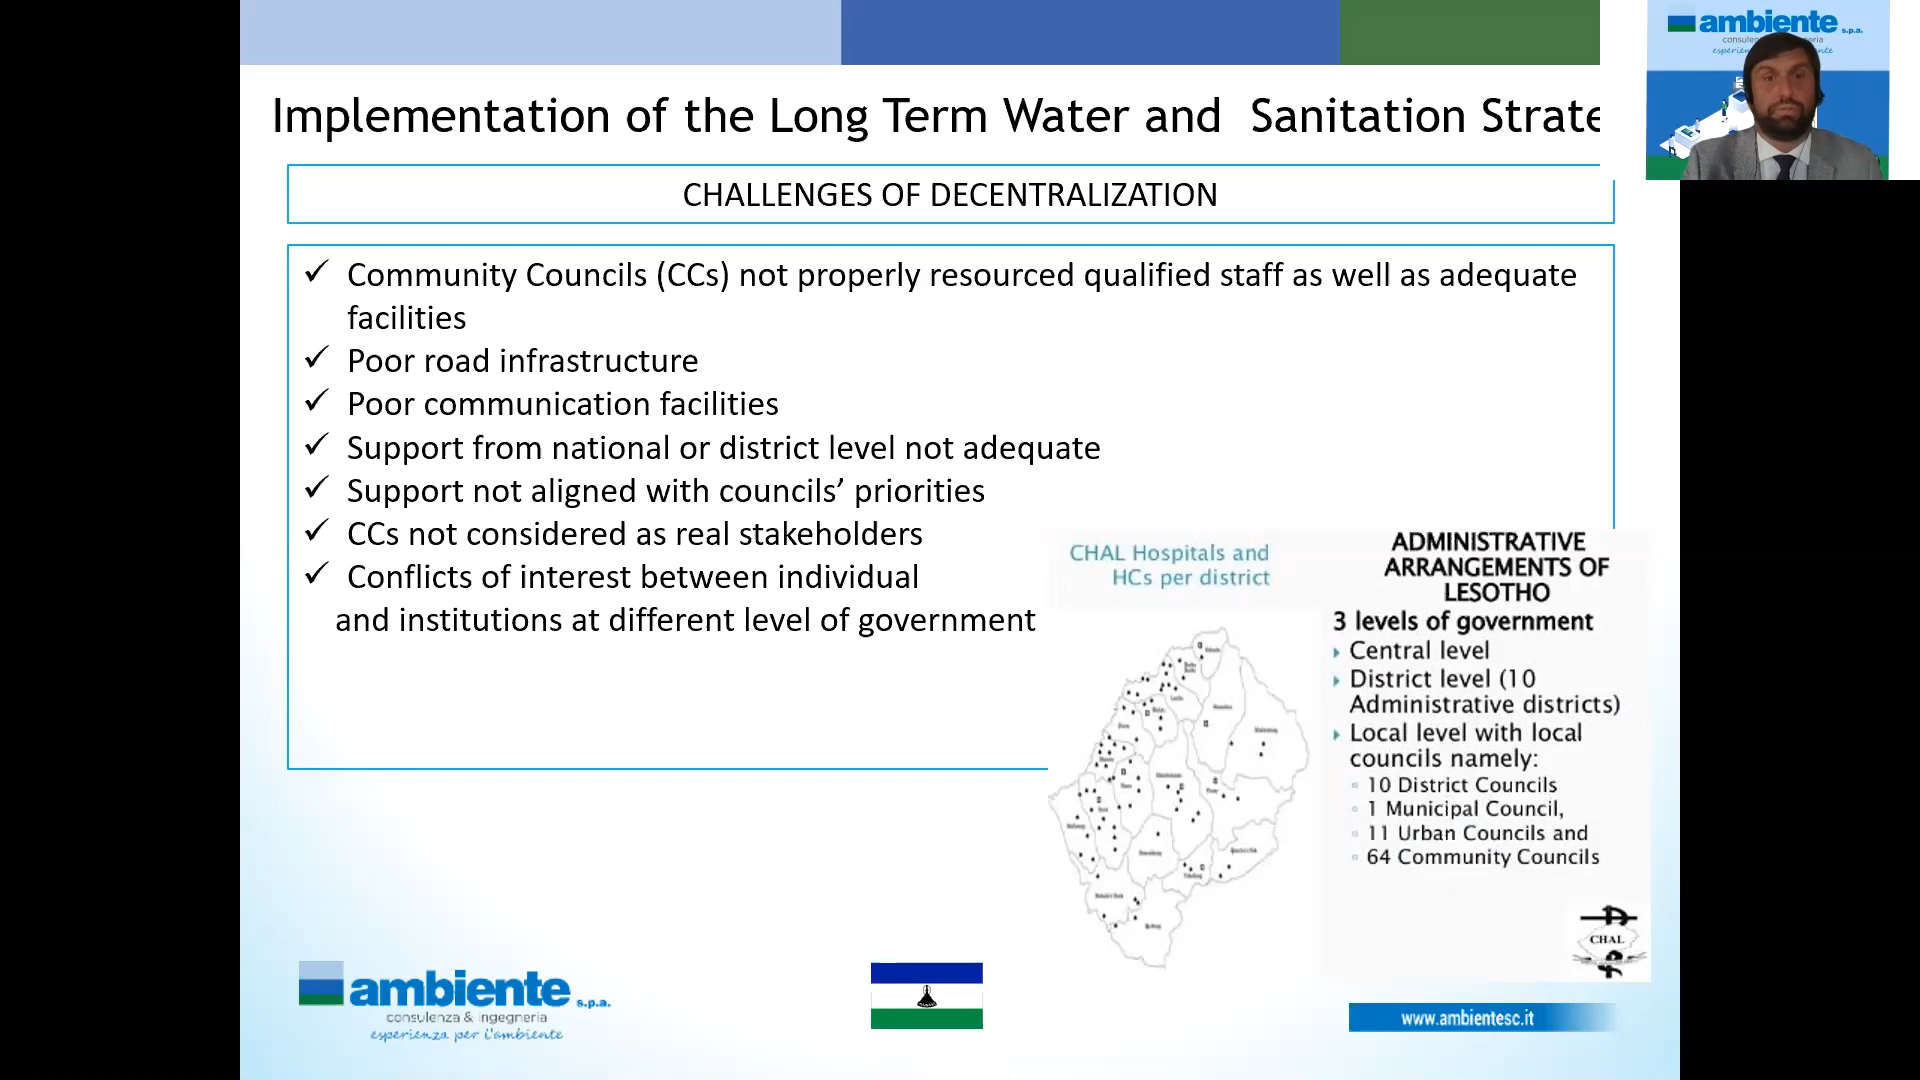 ambiente s.p.a.
Implementation of the Long Term Water and Sanitation Strate
CHALLENGES OF DECENTRALIZATION
✓ Community Councils (CCs) not properly resourced qualified staff as well as adequate
facilities
✓ Poor road infrastructure
✓ Poor communication facilities
✓ Support from national or district level not adequate
✓ Support not aligned with councils’ priorities
✓ CCs not considered as real stakeholders
✓ Conflicts of interest between individual
and institutions at different level of government
CHAL Hospitals and
HCs per district
ADMINISTRATIVE
ARRANGEMENTS OF
LESOTHO
3 levels of government
Central level
District level (10
Administrative districts)
Local level with local
councils namely:
10 District Councils
1 Municipal Council,
11 Urban Councils and
64 Community Councils
CHAL
ambiente s.p.a.
consulenza & ingegneria
esperienza per l'ambiente
www.ambientesc.it